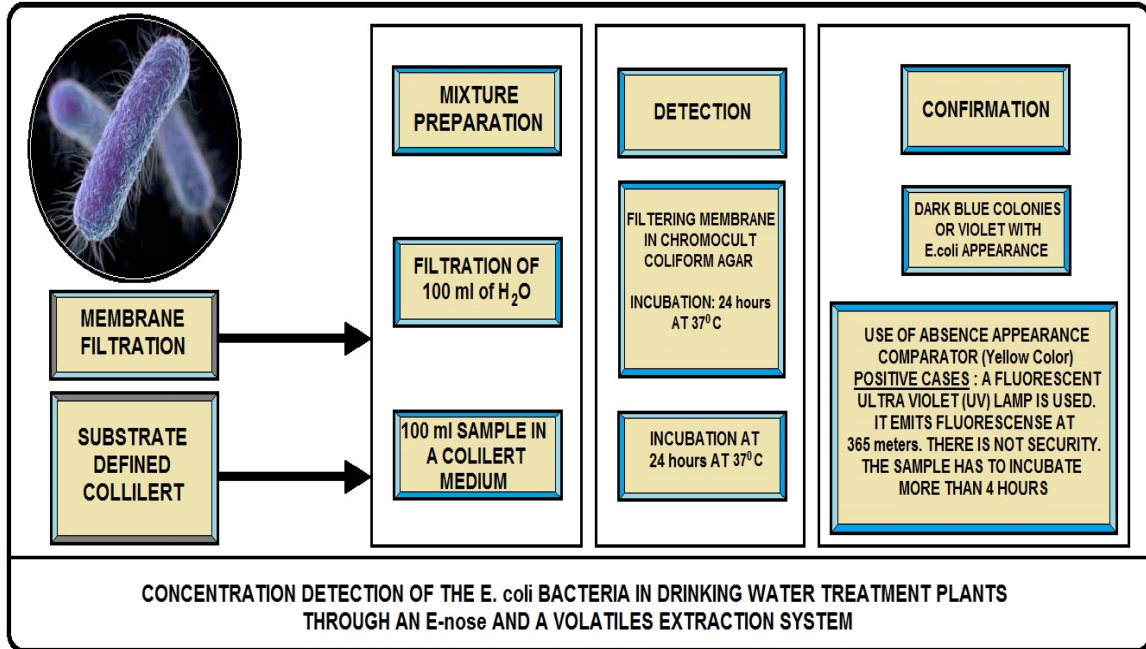 MEMBRANE
FILTRATION
SUBSTRATE
DEFINED
COLLILERT
MIXTURE
PREPARATION
FILTRATION OF
100 ml of H₂O
100 ml SAMPLE IN
A COLILERT
MEDIUM
DETECTION
FILTERING MEMBRANE
IN CHROMOCULT
COLIFORM AGAR
INCUBATION: 24 hours
AT 37⁰ C
INCUBATION AT
24 hours AT 37⁰ C
CONFIRMATION
DARK BLUE COLONIES
OR VIOLET WITH
E.coli APPEARANCE
USE OF ABSENCE APPEARANCE
COMPARATOR (Yellow Color)
POSITIVE CASES : A FLUORESCENT
ULTRA VIOLET (UV) LAMP IS USED.
IT EMITS FLUORESCENSE AT
365 meters. THERE IS NOT SECURITY.
THE SAMPLE HAS TO INCUBATE
MORE THAN 4 HOURS
CONCENTRATION DETECTION OF THE E. coli BACTERIA IN DRINKING WATER TREATMENT PLANTS
THROUGH AN E-nose AND A VOLATILES EXTRACTION SYSTEM